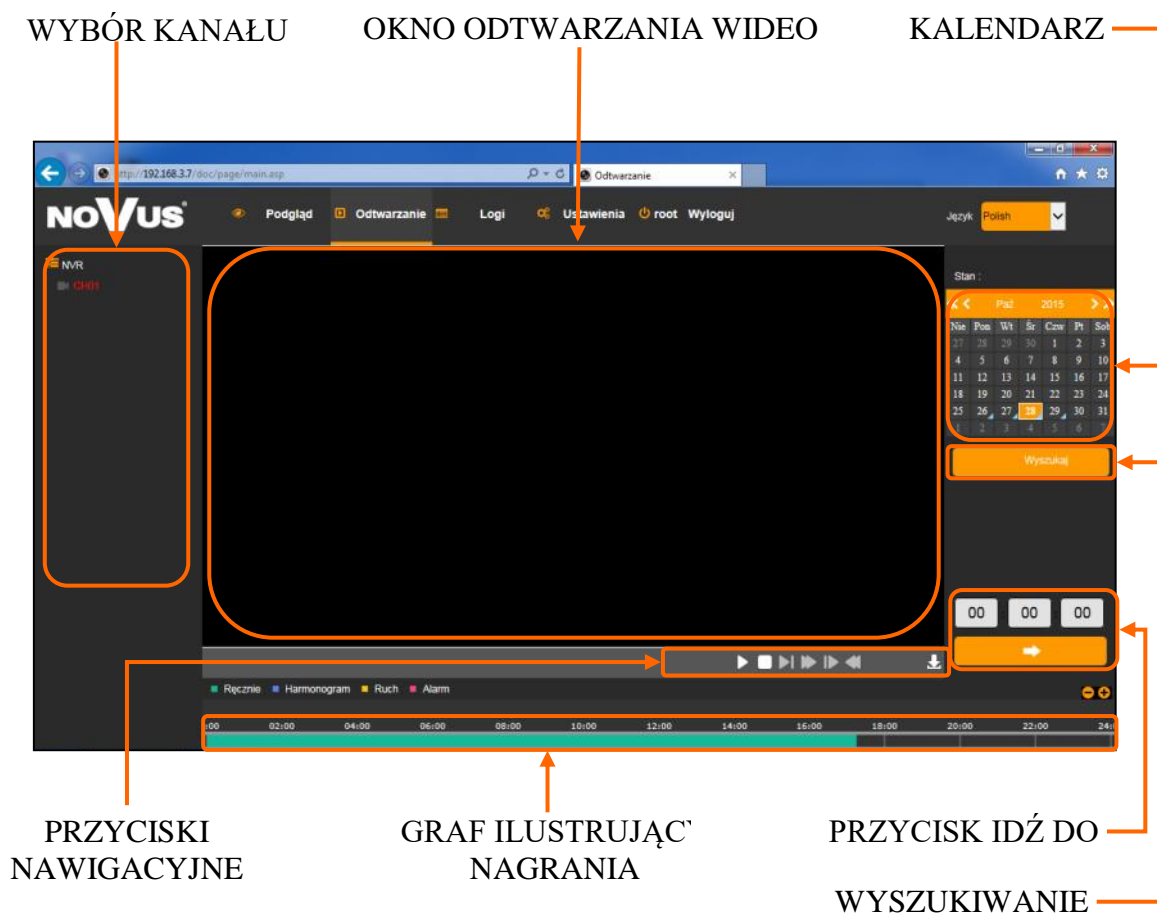 WYBÓR KANAŁU
OKNO ODTWARZANIA WIDEO
KALENDARZ
http://192.168.3.7/doc/page/main.asp
Odtwarzanie
NOVUS
Podgląd
Odtwarzanie
Logi
Ustawienia
root
Wyloguj
Język
Polish
NVR
CH01
Stan :
Paź 2015
Nie Pon Wt Śr Czw Pt Sob
27 28 29 30 1 2 3
4 5 6 7 8 9 10
11 12 13 14 15 16 17
18 19 20 21 22 23 24
25 26 27 28 29 30 31
1 2 3 4 5 6 7
Wyszukaj
00 00 00
Ręcznie Harmonogram Ruch Alarm
:00 02:00 04:00 06:00 08:00 10:00 12:00 14:00 16:00 18:00 20:00 22:00 24:
PRZYCISKI
NAWIGACYJNE
GRAF ILUSTRUJĄC
NAGRANIA
PRZYCISK IDŹ DO
WYSZUKIWANIE